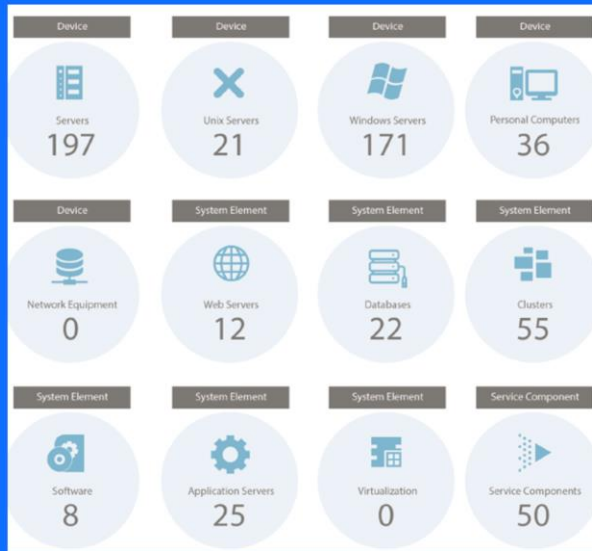 Device Device Device Device
Servers Unix Servers Windows Servers Personal Computers
197 21 171 36
Device System Element System Element System Element
Network Equipment Web Servers Databases Clusters
0 12 22 55
System Element System Element System Element Service Component
Software Application Servers Virtualization Service Components
8 25 0 50